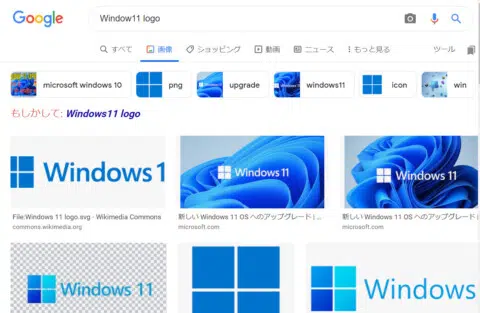 Google
Window11 logo
すべて 画像 ショッピング 動画 ニュース もっと見る ツール
microsoft windows 10 png upgrade windows11 icon win
もしかして: Windows11 logo
Windows 1 Windows 11 Windows 11
File:Windows 11 logo.svg - Wikimedia Commons 新しい Windows 11 OS へのアップグレード | ... 新しい Windows 11 OS へのアップグレード | ...
commons.wikimedia.org microsoft.com microsoft.com
Windows 11 Windows